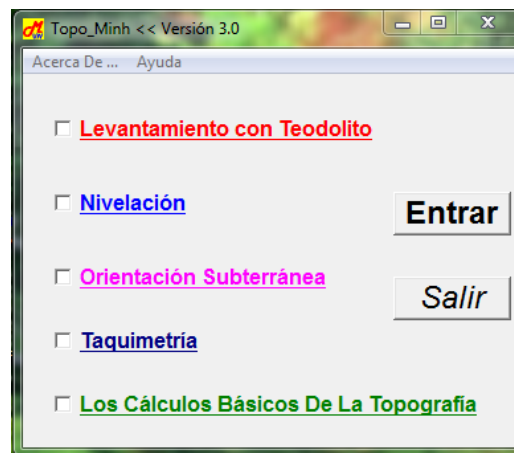 Topo_Minh << Versión 3.0
Acerca De ... Ayuda
Levantamiento con Teodolito
Nivelación
Entrar
Orientación Subterránea
Salir
Taquimetría
Los Cálculos Básicos De La Topografía